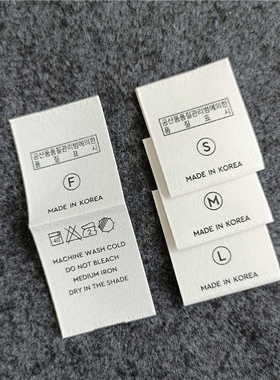 공산품품질관리법에의한
품 질 표 시
F
MADE IN KOREA
40
2
MACHINE WASH COLD
DO NOT BLEACH
MEDIUM IRON
DRY IN THE SHADE
공산품품질관리법에의한
품 질 표 시
S
MADE IN KOREA
M
MADE IN KOREA
L
MADE IN KOREA